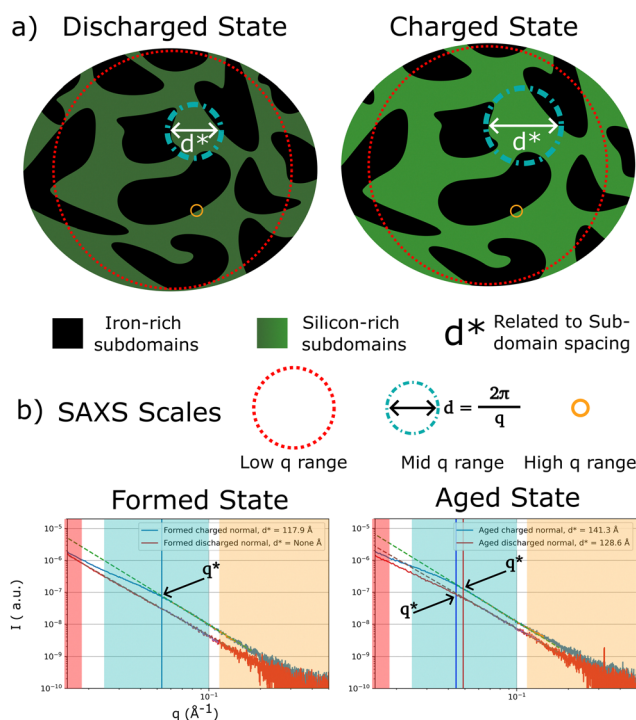 a) Discharged State Charged State
d* d*
Iron-rich subdomains
Silicon-rich subdomains
d* Related to Sub-
domain spacing
b) SAXS Scales
d = 2π
q
Low q range Mid q range High q range
Formed State Aged State
Formed charged normal, d* = 117.9 Å
Formed discharged normal, d* = None Å
q*
10⁻⁵
10⁻⁶
10⁻⁷
10⁻⁸
10⁻⁹
10⁻¹⁰
I ( a.u.)
10⁻¹
q (Å⁻¹)
Aged charged normal, d* = 141.3 Å
Aged discharged normal, d* = 128.6 Å
q*
q*
10⁻⁵
10⁻⁶
10⁻⁷
10⁻⁸
10⁻⁹
10⁻¹⁰
10⁻¹